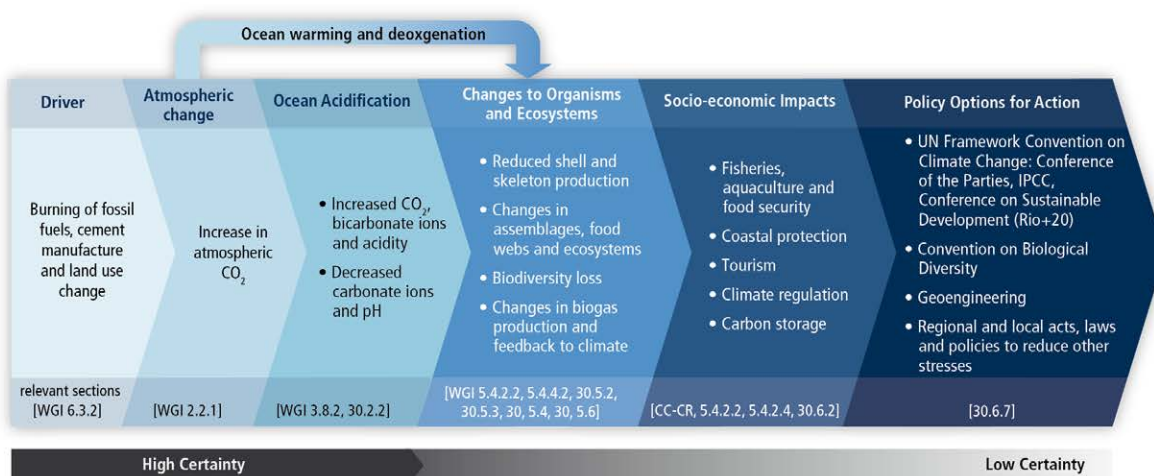 Ocean warming and deoxgenation
Driver
Burning of fossil
fuels, cement
manufacture
and land use
change
relevant sections
[WGI 6.3.2]
Atmospheric
change
Increase in
atmospheric
CO₂
[WGI 2.2.1]
Ocean Acidification
• Increased CO₂,
bicarbonate ions
and acidity
• Decreased
carbonate ions
and pH
[WGI 3.8.2, 30.2.2]
Changes to Organisms
and Ecosystems
• Reduced shell and
skeleton production
• Changes in
assemblages, food
webs and ecosystems
• Biodiversity loss
• Changes in biogas
production and
feedback to climate
[WGI 5.4.2.2, 5.4.4.2, 30.5.2,
30.5.3, 30, 5.4, 30, 5.6]
Socio-economic Impacts
• Fisheries,
aquaculture and
food security
• Coastal protection
• Tourism
• Climate regulation
• Carbon storage
[CC-CR, 5.4.2.2, 5.4.2.4, 30.6.2]
Policy Options for Action
• UN Framework Convention on
Climate Change: Conference
of the Parties, IPCC,
Conference on Sustainable
Development (Rio+20)
• Convention on Biological
Diversity
• Geoengineering
• Regional and local acts, laws
and policies to reduce other
stresses
[30.6.7]
High Certainty
Low Certainty